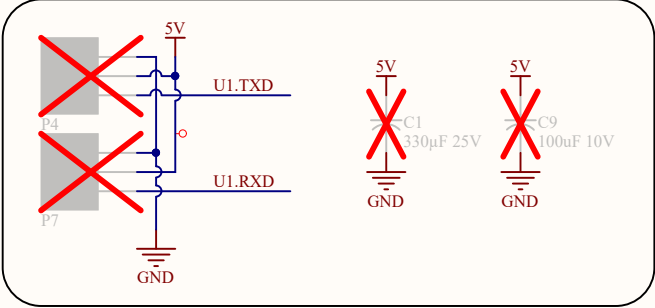 5V
U1.TXD
P4
U1.RXD
P7
GND
5V
C1
330µF 25V
GND
5V
C9
100uF 10V
GND